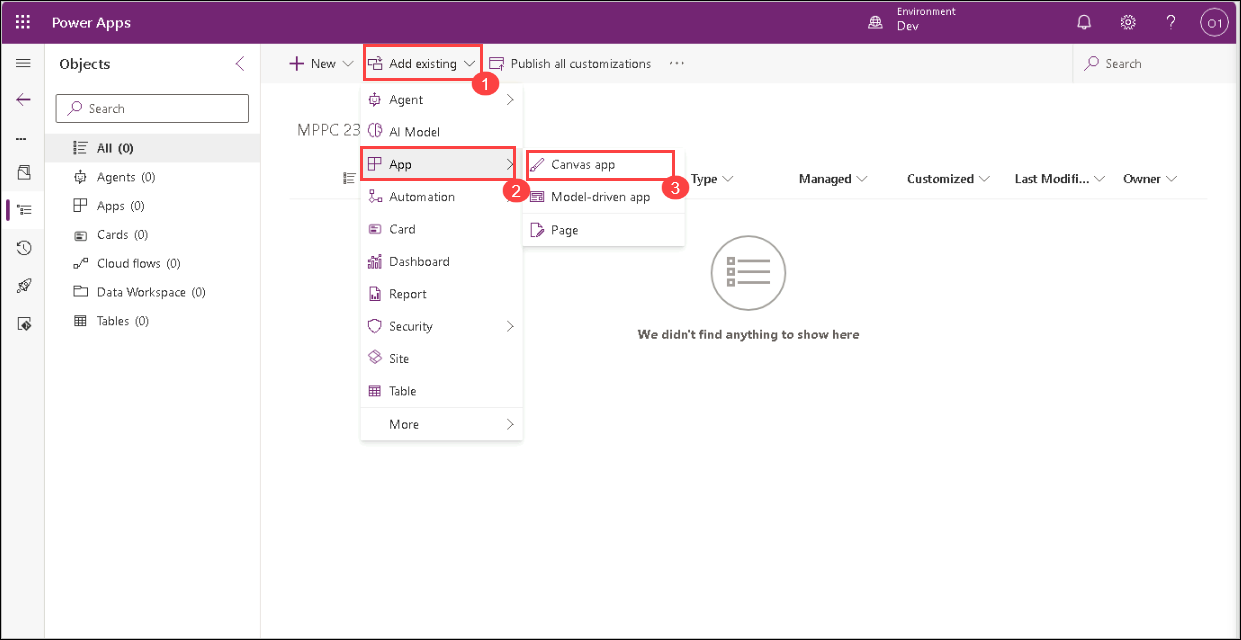 Power Apps
Environment
Dev
?
O1
Objects
New
Add existing
Publish all customizations
...
Search
1
Search
All (0)
Agents (0)
Apps (0)
Cards (0)
Cloud flows (0)
Data Workspace (0)
Tables (0)
MPPC 23
Agent
AI Model
App
2
Automation
Card
Dashboard
Report
Security
Site
Table
More
Canvas app
3
Model-driven app
Page
Type
Managed
Customized
Last Modifi...
Owner
We didn't find anything to show here